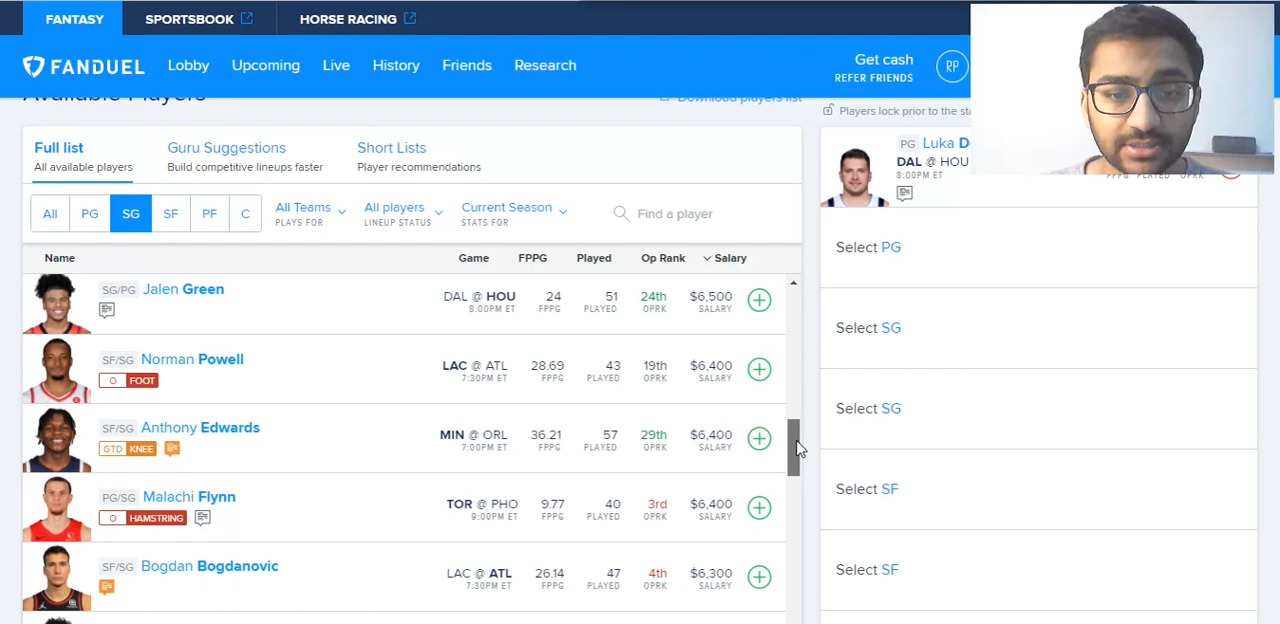 FANTASY SPORTSBOOK HORSE RACING
FANDUEL Lobby Upcoming Live History Friends Research
Get cash
REFER FRIENDS
RP
Available Players
Download players list
Players lock prior to the
Full list Guru Suggestions Short Lists
All available players Build competitive lineups faster Player recommendations
All PG SG SF PF C
All Teams All players Current Season Find a player
PLAYS FOR LINEUP STATUS STATS FOR
Name Game FPPG Played Op Rank Salary
SG/PG Jalen Green
DAL @ HOU 24 51 24th $6,500
8:00PM ET FPPG PLAYED OPRK SALARY
SF/SG Norman Powell
O FOOT
LAC @ ATL 28.69 43 19th $6,400
7:30PM ET FPPG PLAYED OPRK SALARY
SF/SG Anthony Edwards
GTD KNEE
MIN @ ORL 36.21 57 29th $6,400
7:00PM ET FPPG PLAYED OPRK SALARY
PG/SG Malachi Flynn
O HAMSTRING
TOR @ PHO 9.77 40 3rd $6,400
9:00PM ET FPPG PLAYED OPRK SALARY
SF/SG Bogdan Bogdanovic
LAC @ ATL 26.14 47 4th $6,300
7:30PM ET FPPG PLAYED OPRK SALARY
PG Luka D
DAL @ HOU
8:00PM ET
FPPG PLAYED OPRK
Select PG
Select SG
Select SG
Select SF
Select SF